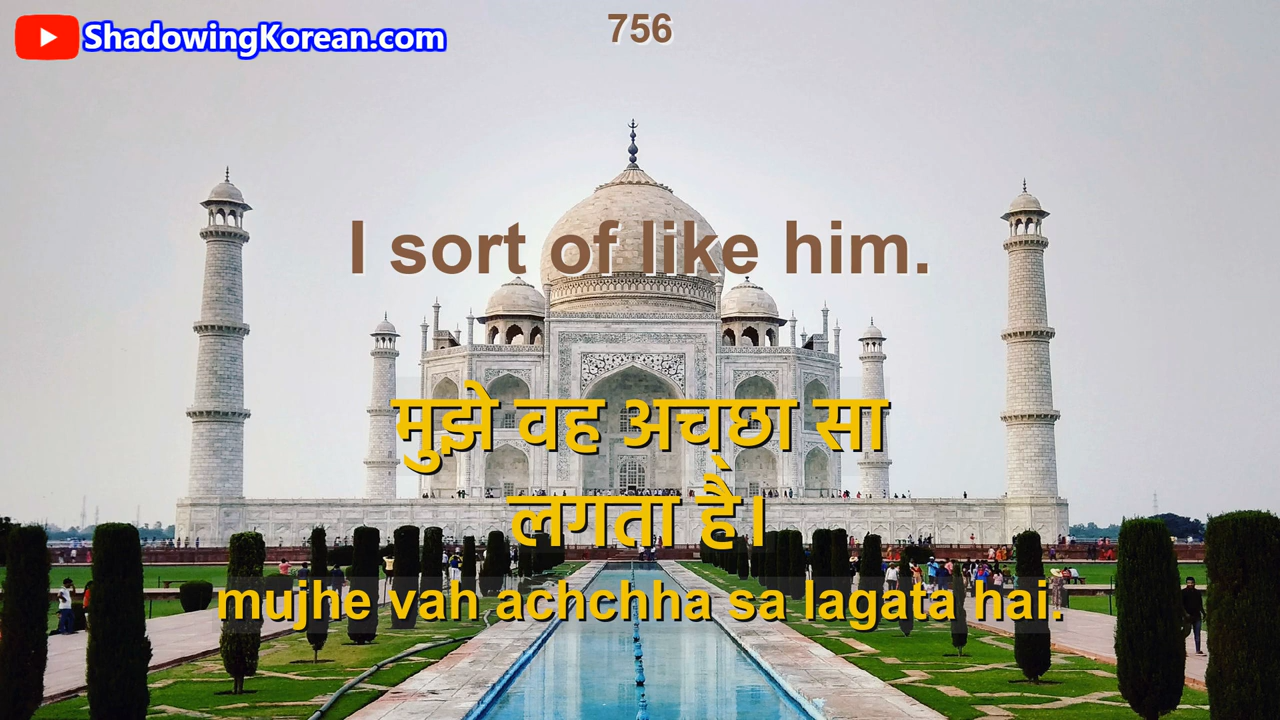 ShadowingKorean.com
756
I sort of like him.
मुझे वह अच्छा सा
लगता है।
mujhe vah achchha sa lagata hai.